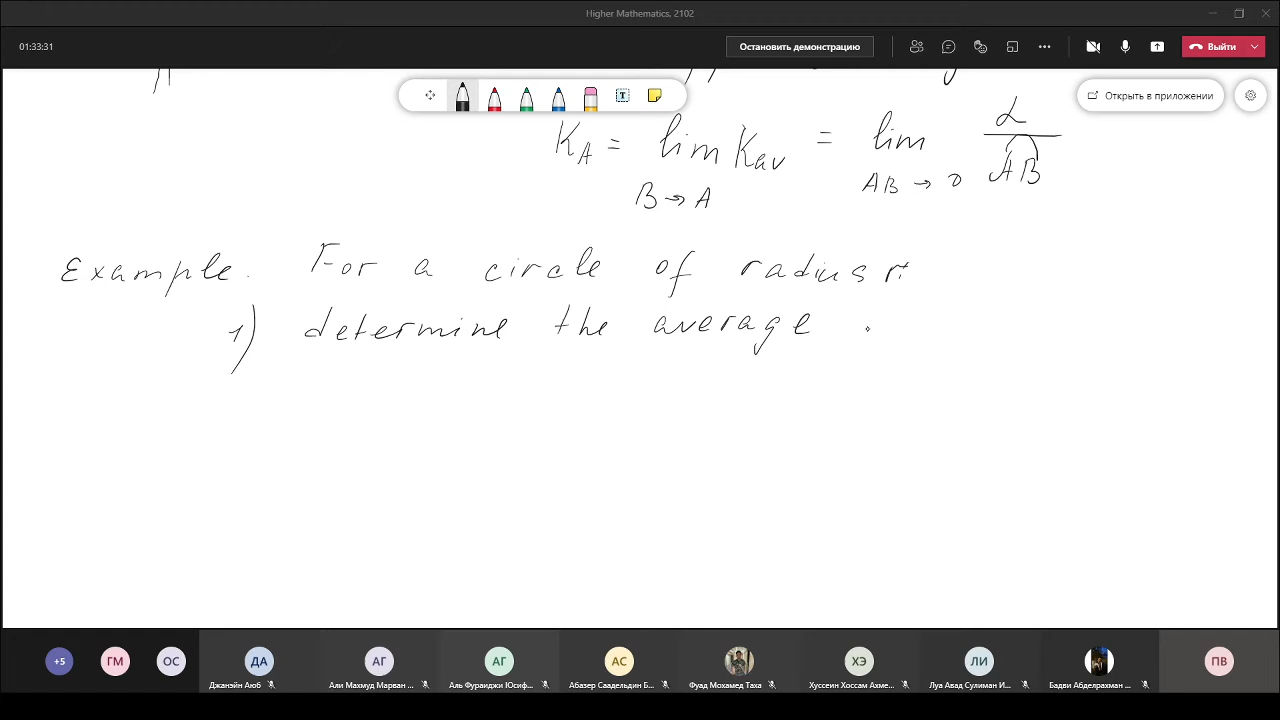 Higher Mathematics, 2102
01:33:31
Остановить демонстрацию
Выйти
Открыть в приложении
K_A = lim K_av = lim α / AB
B → A AB → 0
Example. For a circle of radius r:
1) determine the average
+5
ГМ
ОС
ДА
АГ
АГ
АС
ХЭ
ЛИ
ПВ
Джанэйн Аюб
Али Махмуд Марван ...
Аль Фураиджи Юсиф...
Абазер Саадельдин Б...
Фуад Мохамед Таха
Хуссеин Хоссам Ахме...
Луа Авад Сулиман И...
Бадви Абделрахман ...